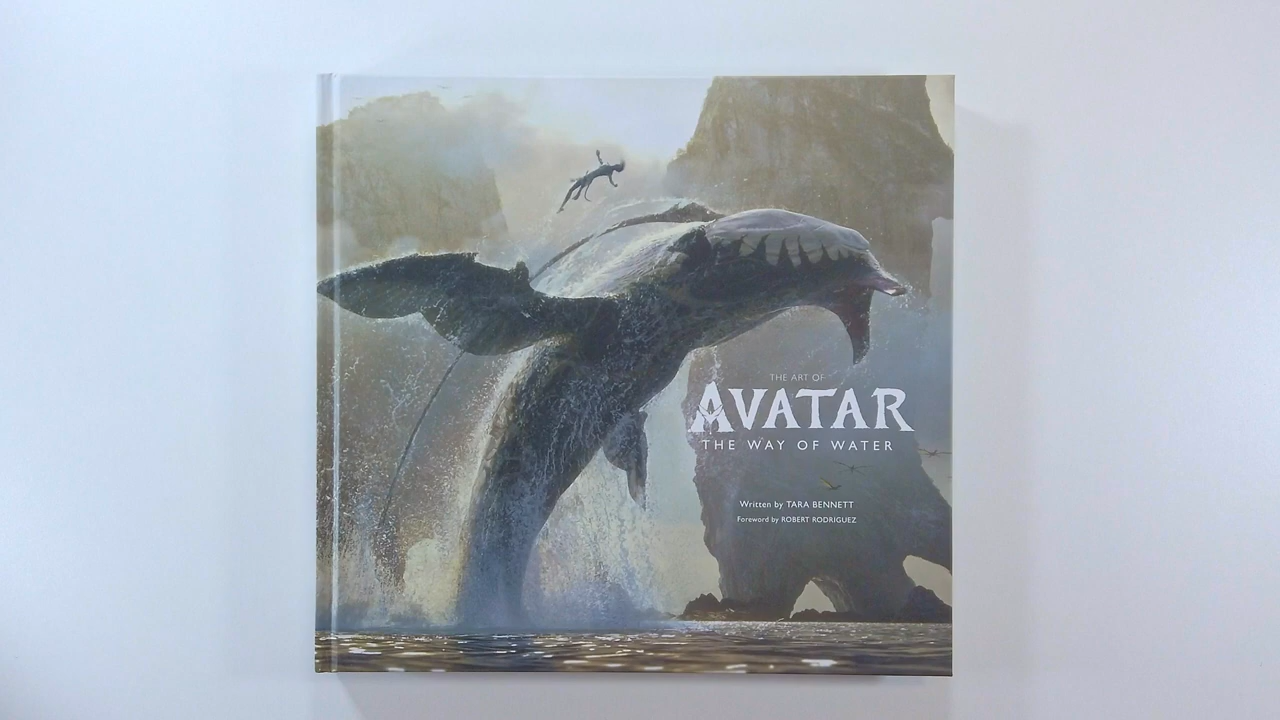 THE ART OF
AVATAR
THE WAY OF WATER
Written by TARA BENNETT
Foreword by ROBERT RODRIGUEZ